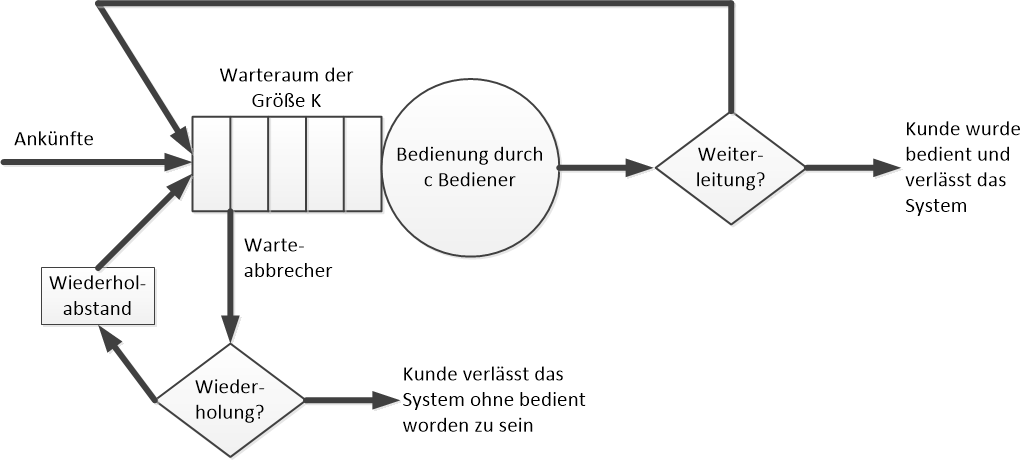 Warteraum der
Größe K
Ankünfte
Bedienung durch
c Bediener
Weiter-
leitung?
Kunde wurde
bedient und
verlässt das
System
Warte-
abbrecher
Wiederhol-
abstand
Wieder-
holung?
Kunde verlässt das
System ohne bedient
worden zu sein